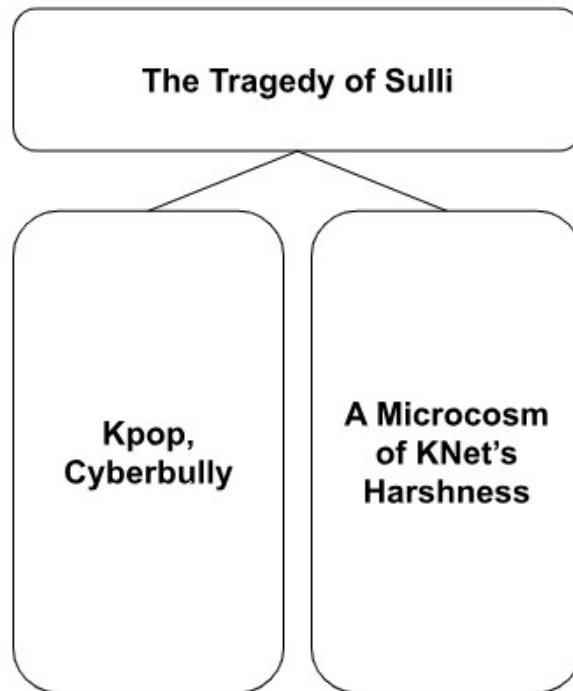 The Tragedy of Sulli
Kpop,
Cyberbully
A Microcosm
of KNet’s
Harshness